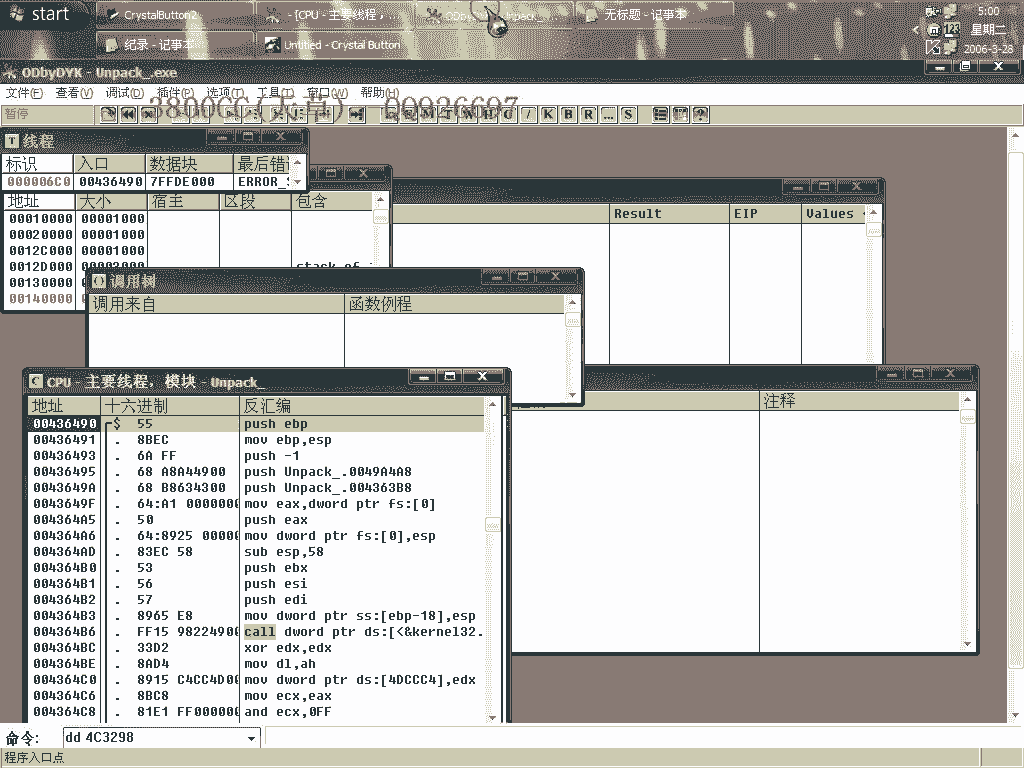 start
CrystalButton2
- [CPU - 主要线程，...
无标题 - 记事本
5:00
星期二
2006-3-28
纪录 - 记事本
Untitled - Crystal Button
ODbyDYK - Unpack_.exe
文件(F) 查看(V) 调试(D) 插件(P) 选项(T) 工具(T) 窗口(W) 帮助(H)
3800CC(天草) QQ926697
暂停
/ K B R ... S
T 线程
标识 入口 数据块 最后错误
000006C0 00436490 7FFDE000 ERROR_S
地址 大小 宿主 区段 包含
00010000 00001000
00020000 00001000
0012C000 00001000
0012D000 00003000 stack of
00130000
00140000
Result EIP Values
调用树
调用来自 函数例程
注释
C CPU - 主要线程, 模块 - Unpack_
地址 十六进制 反汇编
00436490 $ 55 push ebp
00436491 . 8BEC mov ebp,esp
00436493 . 6A FF push -1
00436495 . 68 A8A44900 push Unpack_.0049A4A8
0043649A . 68 B8634300 push Unpack_.004363B8
0043649F . 64:A1 0000000 mov eax,dword ptr fs:[0]
004364A5 . 50 push eax
004364A6 . 64:8925 00000 mov dword ptr fs:[0],esp
004364AD . 83EC 58 sub esp,58
004364B0 . 53 push ebx
004364B1 . 56 push esi
004364B2 . 57 push edi
004364B3 . 8965 E8 mov dword ptr ss:[ebp-18],esp
004364B6 . FF15 98224900 call dword ptr ds:[<&kernel32.
004364BC . 33D2 xor edx,edx
004364BE . 8AD4 mov dl,ah
004364C0 . 8915 C4CC4D00 mov dword ptr ds:[4DCCC4],edx
004364C6 . 8BC8 mov ecx,eax
004364C8 . 81E1 FF000000 and ecx,0FF
命令: dd 4C3298
程序入口点